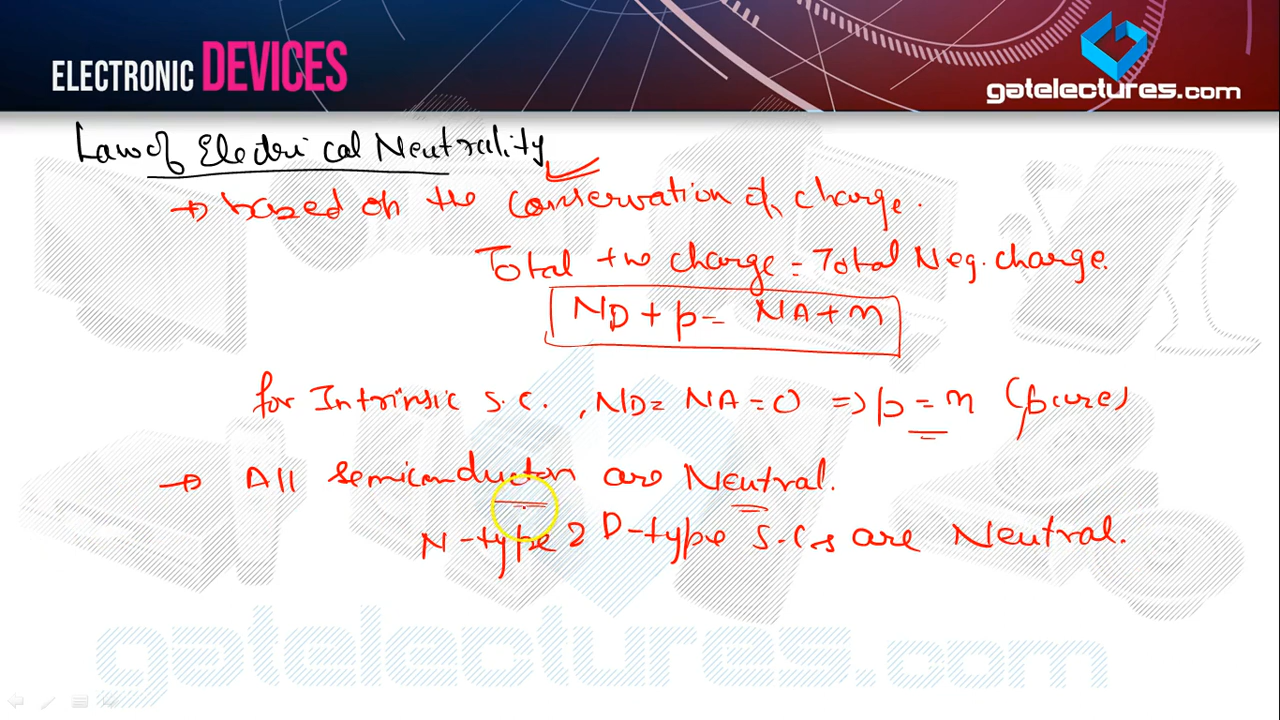 ELECTRONIC DEVICES
gatelectures.com
Law of Electrical Neutrality
→ based on the conservation of charge.
Total +ve charge = Total Neg. charge.
ND + p = NA + n
for Intrinsic S.C. , ND = NA = 0 => p = n (pure)
→ All semiconductors are Neutral.
N-type & P-type S.Cs are Neutral.
gatelectures.com